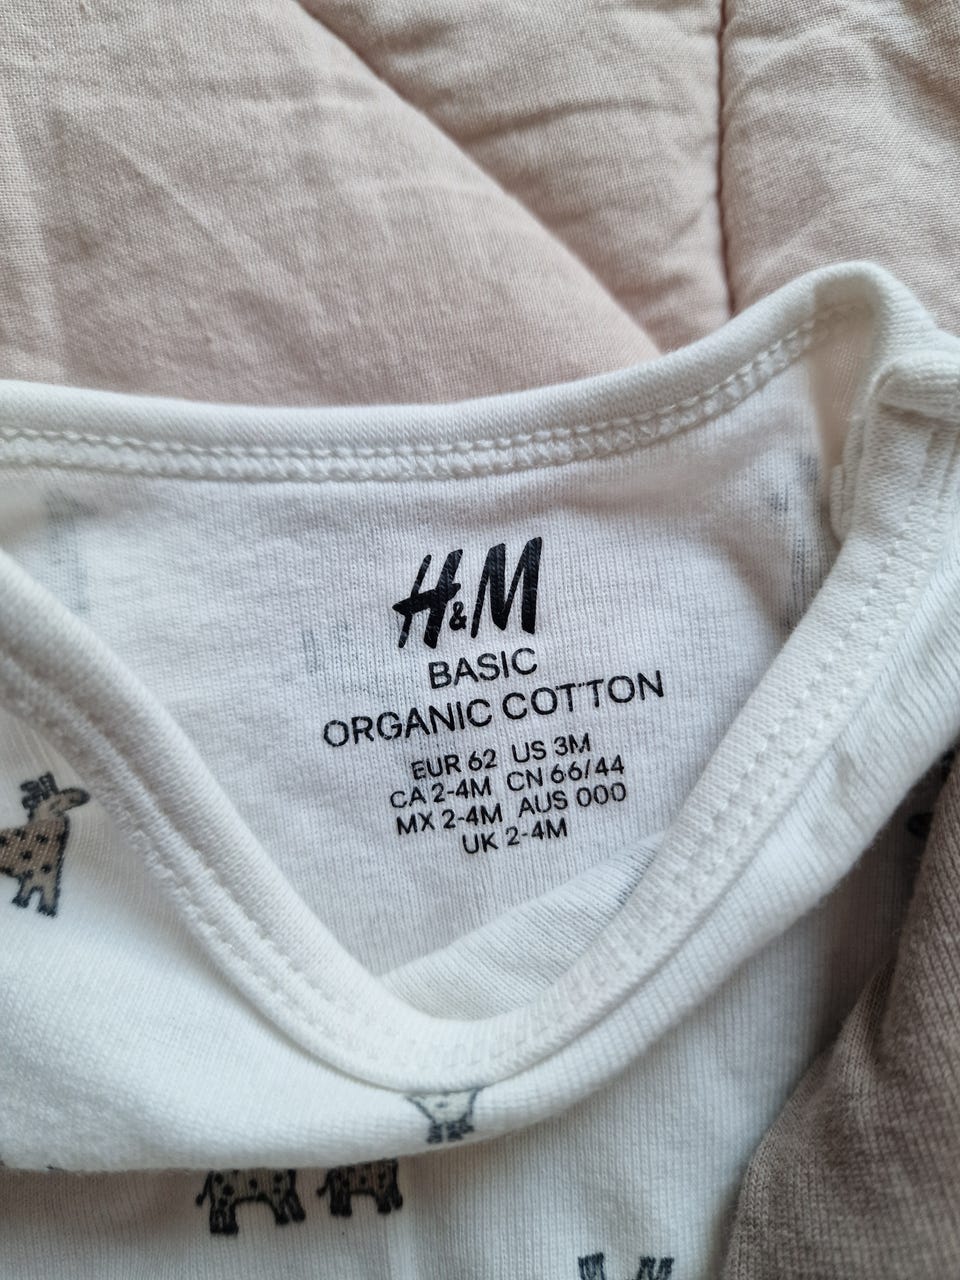 H&M
BASIC
ORGANIC COTTON
EUR 62 US 3M
CA 2-4M CN 66/44
MX 2-4M AUS 000
UK 2-4M